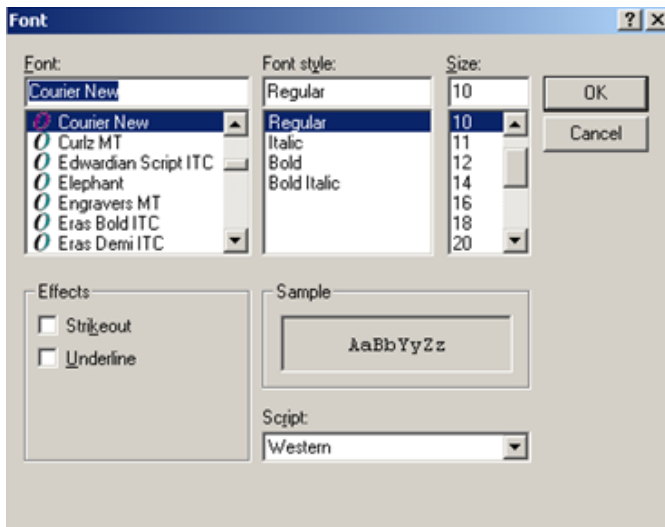 Font
Font:
Courier New
Courier New
Curlz MT
Edwardian Script ITC
Elephant
Engravers MT
Eras Bold ITC
Eras Demi ITC
Font style:
Regular
Regular
Italic
Bold
Bold Italic
Size:
10
10
11
12
14
16
18
20
OK
Cancel
Effects
Strikeout
Underline
Sample
AaBbYyZz
Script:
Western